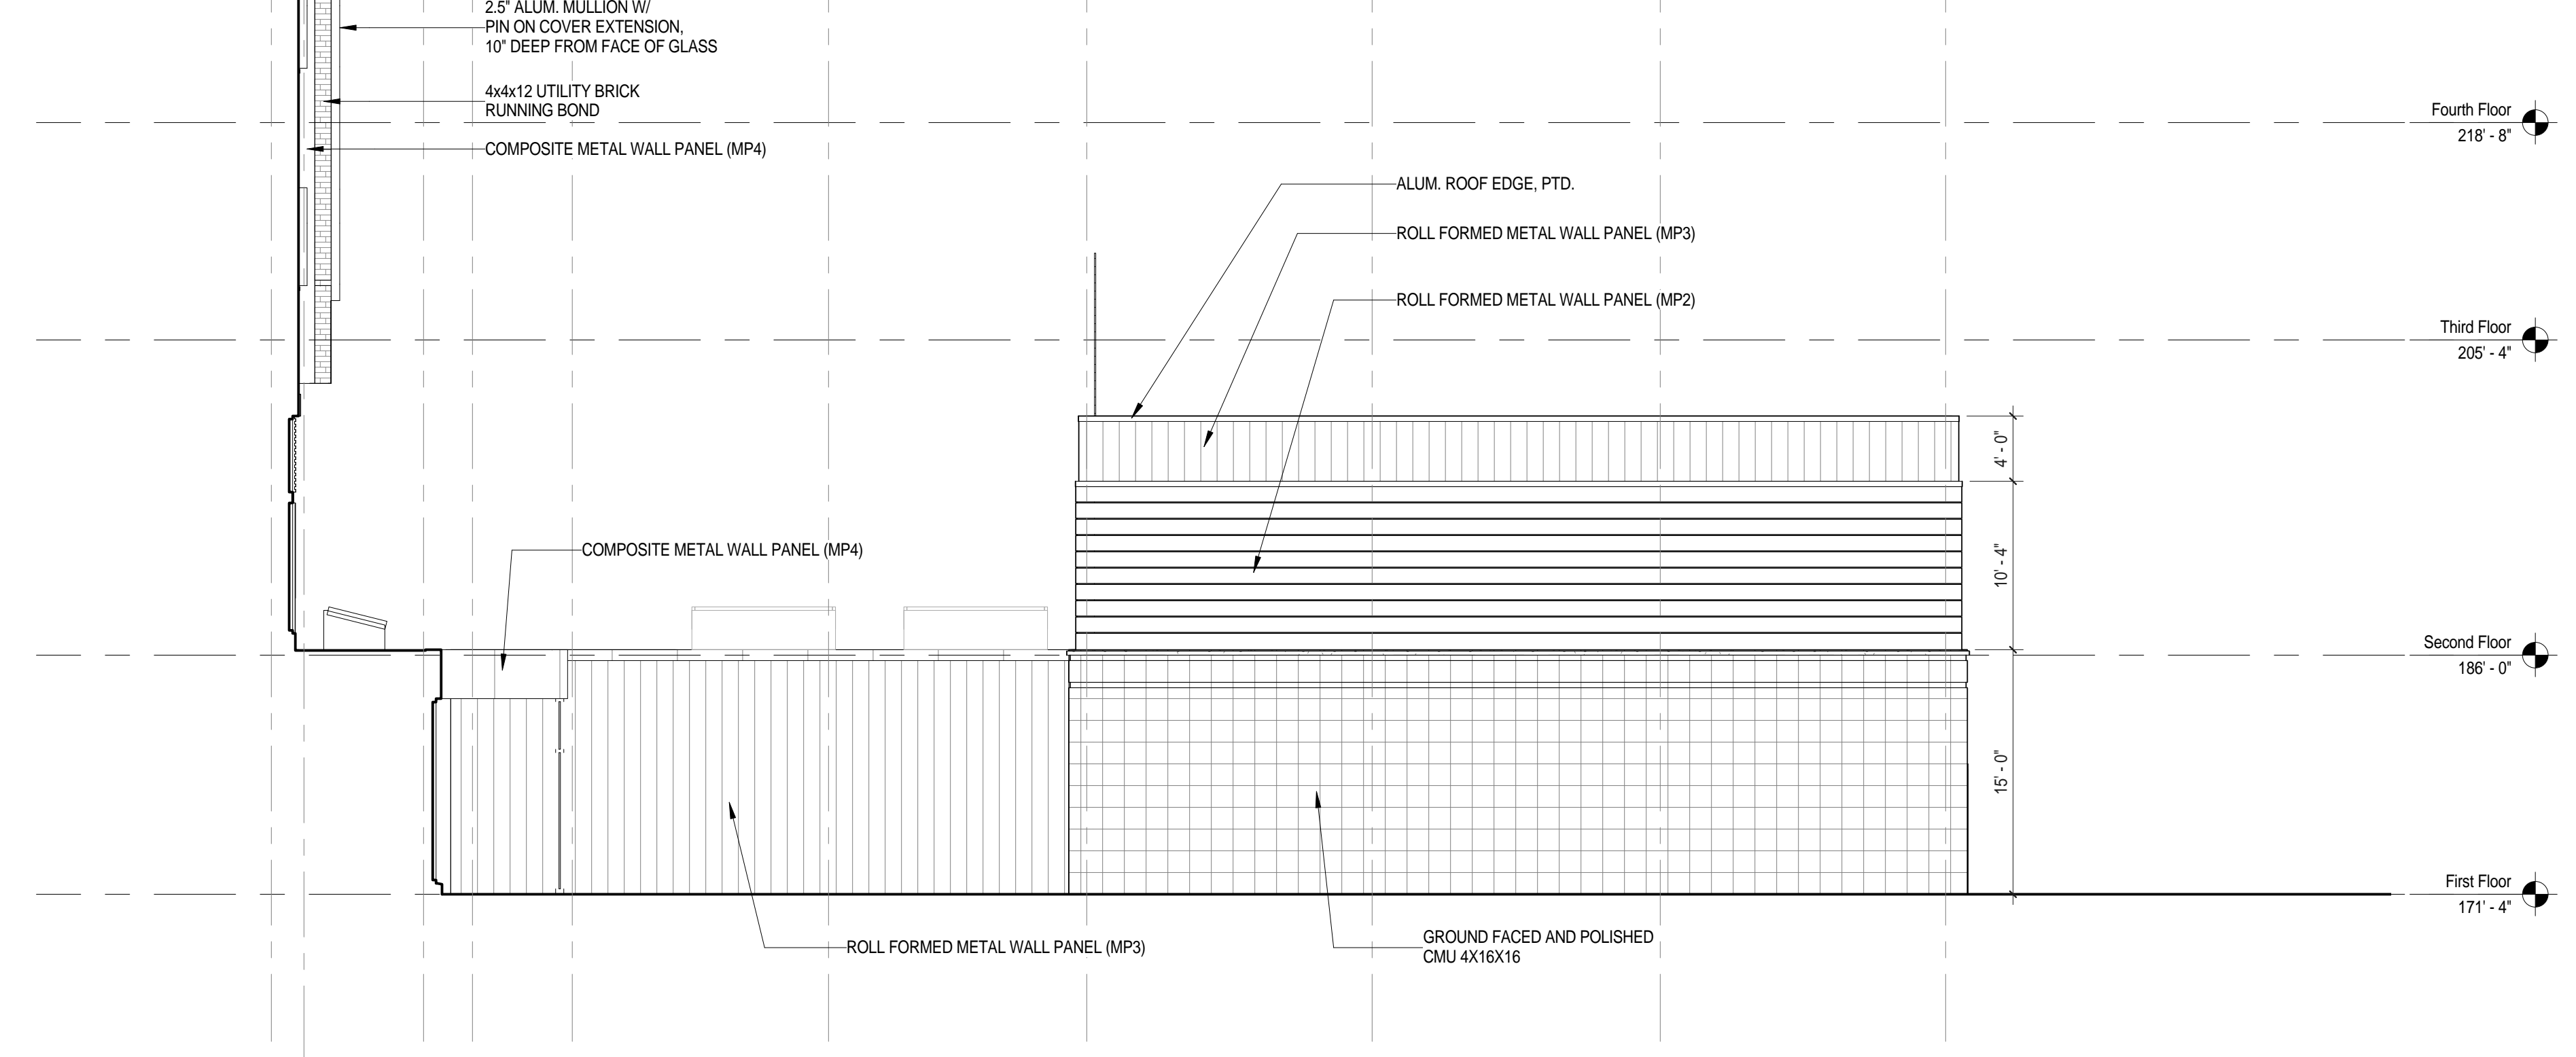 2.5" ALUM. MULLION W/
PIN ON COVER EXTENSION,
10" DEEP FROM FACE OF GLASS
4x4x12 UTILITY BRICK
RUNNING BOND
COMPOSITE METAL WALL PANEL (MP4)
Fourth Floor
218' - 8"
ALUM. ROOF EDGE, PTD.
ROLL FORMED METAL WALL PANEL (MP3)
ROLL FORMED METAL WALL PANEL (MP2)
Third Floor
205' - 4"
4' - 0"
10' - 4"
COMPOSITE METAL WALL PANEL (MP4)
Second Floor
186' - 0"
15' - 0"
First Floor
171' - 4"
ROLL FORMED METAL WALL PANEL (MP3)
GROUND FACED AND POLISHED
CMU 4X16X16